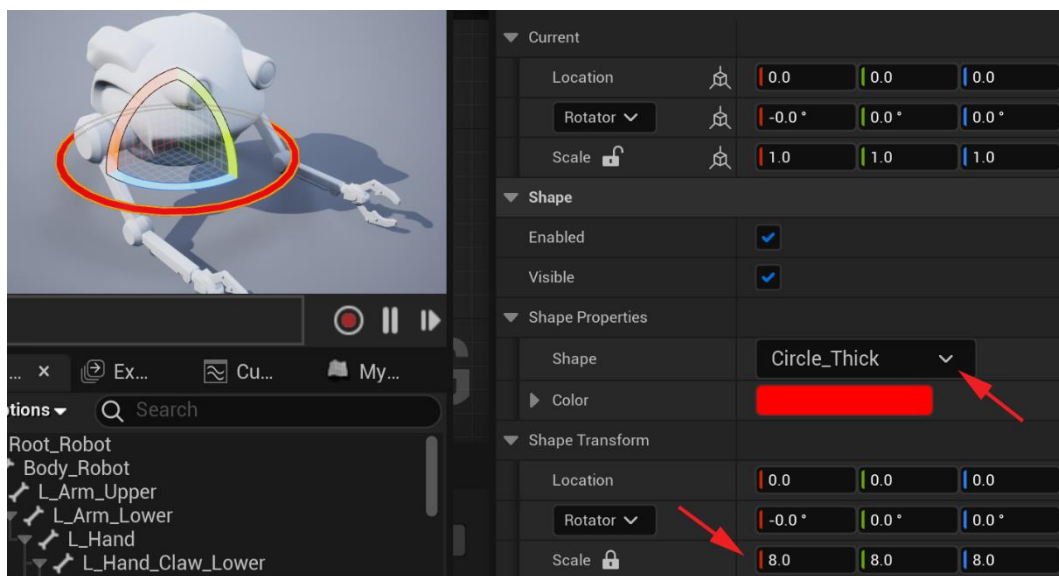 Current
Location 0.0 0.0 0.0
Rotator -0.0 ° 0.0 ° 0.0 °
Scale 1.0 1.0 1.0
Shape
Enabled
Visible
Shape Properties
Shape Circle_Thick
Color
Shape Transform
Location 0.0 0.0 0.0
Rotator -0.0 ° 0.0 ° 0.0 °
Scale 8.0 8.0 8.0
... × Ex... Cu... My...
tions Search
Root_Robot
Body_Robot
L_Arm_Upper
L_Arm_Lower
L_Hand
L_Hand_Claw_Lower